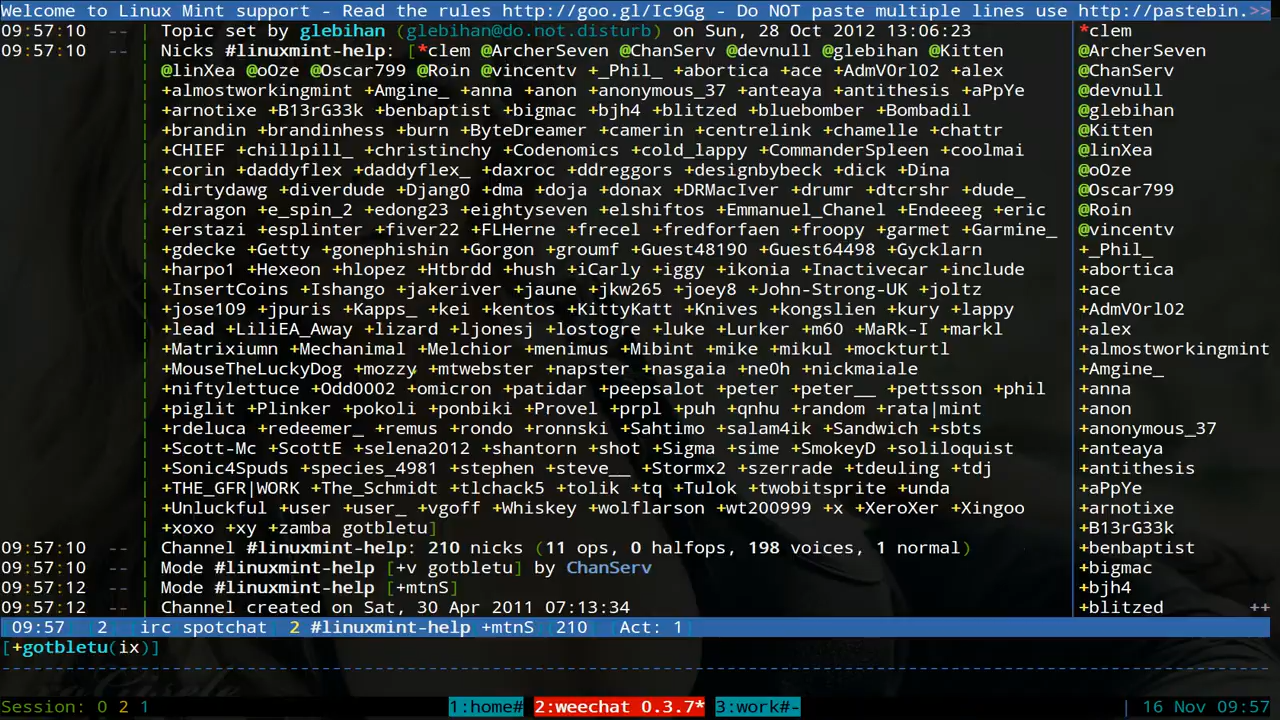 Welcome to Linux Mint support - Read the rules http://goo.gl/Ic9Gg - Do NOT paste multiple lines use http://pastebin.>>
09:57:10 -- | Topic set by glebihan (glebihan@do.not.disturb) on Sun, 28 Oct 2012 13:06:23 *clem
09:57:10 -- | Nicks #linuxmint-help: [*clem @ArcherSeven @ChanServ @devnull @glebihan @Kitten @ArcherSeven
| @linXea @oOze @Oscar799 @Roin @vincentv +_Phil_ +abortica +ace +AdmV0rl02 +alex @ChanServ
| +almostworkingmint +Amgine_ +anna +anon +anonymous_37 +anteaya +antithesis +aPpYe @devnull
| +arnotixe +B13rG33k +benbaptist +bigmac +bjh4 +blitzed +bluebomber +Bombadil @glebihan
| +brandin +brandinhess +burn +ByteDreamer +camerin +centrelink +chamelle +chattr @Kitten
| +CHIEF +chillpill_ +christinchy +Codenomics +cold_lappy +CommanderSpleen +coolmai @linXea
| +corin +daddyflex +daddyflex_ +daxroc +ddreggors +designbybeck +dick +Dina @oOze
| +dirtydawg +diverdude +Djang0 +dma +doja +donax +DRMacIver +drumr +dtcrshr +dude_ @Oscar799
| +dzragon +e_spin_2 +edong23 +eightyseven +elshiftos +Emmanuel_Chanel +Endeeeg +eric @Roin
| +erstazi +esplinter +fiver22 +FLHerne +frecel +fredforfaen +froopy +garmet +Garmine_ @vincentv
| +gdecke +Getty +gonephishin +Gorgon +groumf +Guest48190 +Guest64498 +Gycklarn +_Phil_
| +harpo1 +Hexeon +hlopez +Htbrdd +hush +iCarly +iggy +ikonia +Inactivecar +include +abortica
| +InsertCoins +Ishango +jakeriver +jaune +jkw265 +joey8 +John-Strong-UK +joltz +ace
| +jose109 +jpuris +Kapps_ +kei +kentos +KittyKatt +Knives +kongslien +kury +lappy +AdmV0rl02
| +lead +LiliEA_Away +lizard +ljonesj +lostogre +luke +Lurker +m60 +MaRk-I +markl +alex
| +Matrixiumn +Mechanimal +Melchior +menimus +Mibint +mike +mikul +mockturtl +almostworkingmint
| +MouseTheLuckyDog +mozzy +mtwebster +napster +nasgaia +ne0h +nickmaiale +Amgine_
| +niftylettuce +Odd0002 +omicron +patidar +peepsalot +peter +peter__ +pettsson +phil +anna
| +piglit +Plinker +pokoli +ponbiki +Provel +prpl +puh +qnhu +random +rata|mint +anon
| +rdeluca +redeemer_ +remus +rondo +ronnski +Sahtimo +salam4ik +Sandwich +sbts +anonymous_37
| +Scott-Mc +ScottE +selena2012 +shantorn +shot +Sigma +sime +SmokeyD +soliloquist +anteaya
| +Sonic4Spuds +species_4981 +stephen +steve__ +Stormx2 +szerrade +tdeuling +tdj +antithesis
| +THE_GFR|WORK +The_Schmidt +tlchack5 +tolik +tq +Tulok +twobitsprite +unda +aPpYe
| +Unluckful +user +user_ +vgoff +Whiskey +wolflarson +wt200999 +x +XeroXer +Xingoo +arnotixe
| +xoxo +xy +zamba gotbletu] +B13rG33k
09:57:10 -- | Channel #linuxmint-help: 210 nicks (11 ops, 0 halfops, 198 voices, 1 normal) +benbaptist
09:57:10 -- | Mode #linuxmint-help [+v gotbletu] by ChanServ +bigmac
09:57:12 -- | Mode #linuxmint-help [+mtnS] +bjh4
09:57:12 -- | Channel created on Sat, 30 Apr 2011 07:13:34 +blitzed ++
[09:57] [2] [irc spotchat] 2 #linuxmint-help +mtnS [210] [Act: 1]
[+gotbletu(ix)]
Session: 0 2 1 1:home# 2:weechat 0.3.7* 3:work#- | 16 Nov 09:57